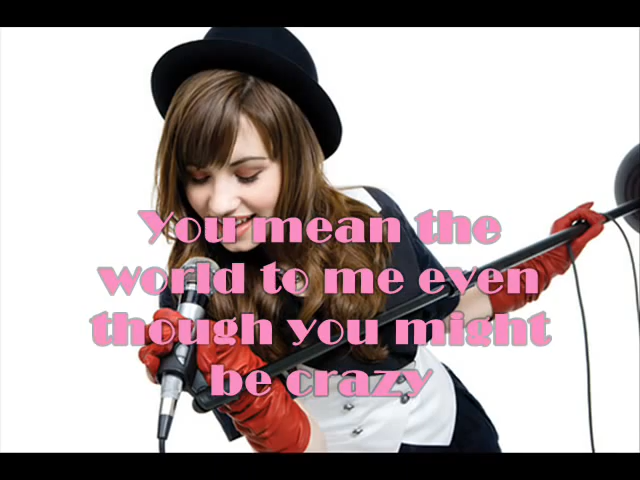 You mean the
world to me even
though you might
be crazy